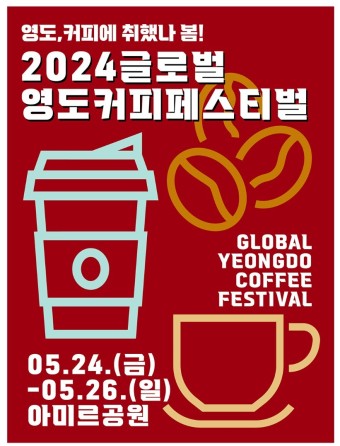 영도,커피에 취했나 봄!
2024글로벌
영도커피페스티벌
GLOBAL
YEONGDO
COFFEE
FESTIVAL
05.24.(금)
-05.26.(일)
아미르공원